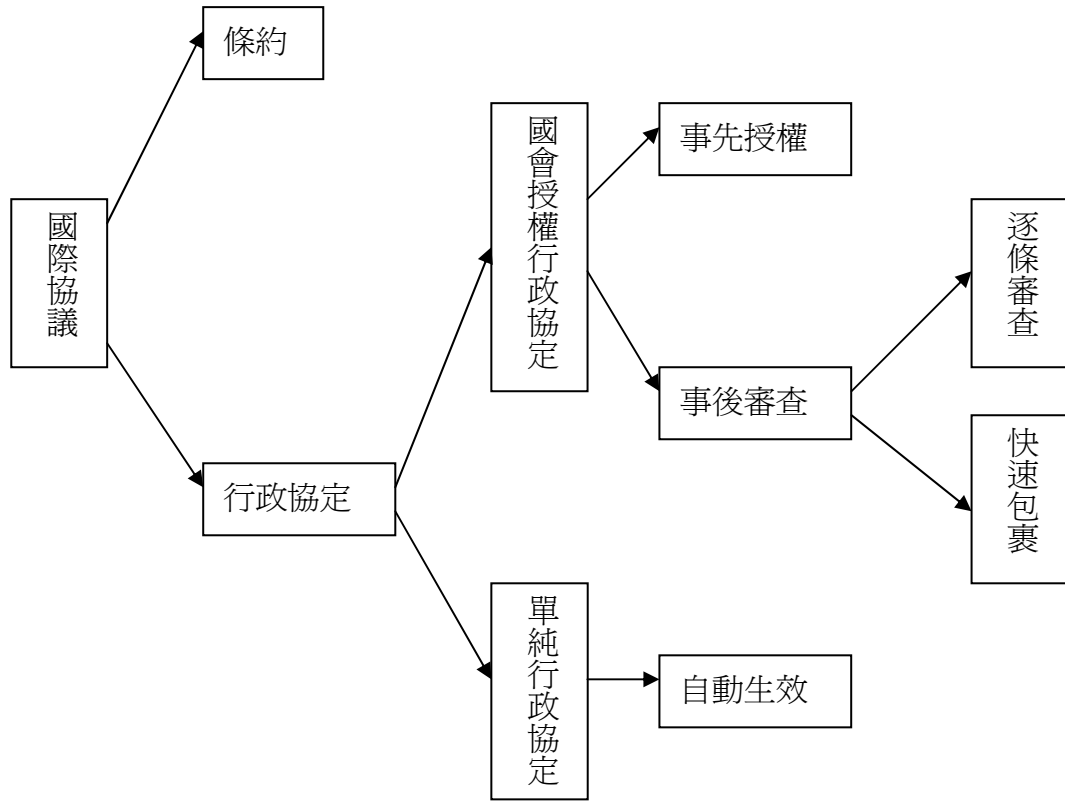 條約
國際協議
行政協定
國會授權行政協定
單純行政協定
事先授權
事後審查
自動生效
逐條審查
快速包裹